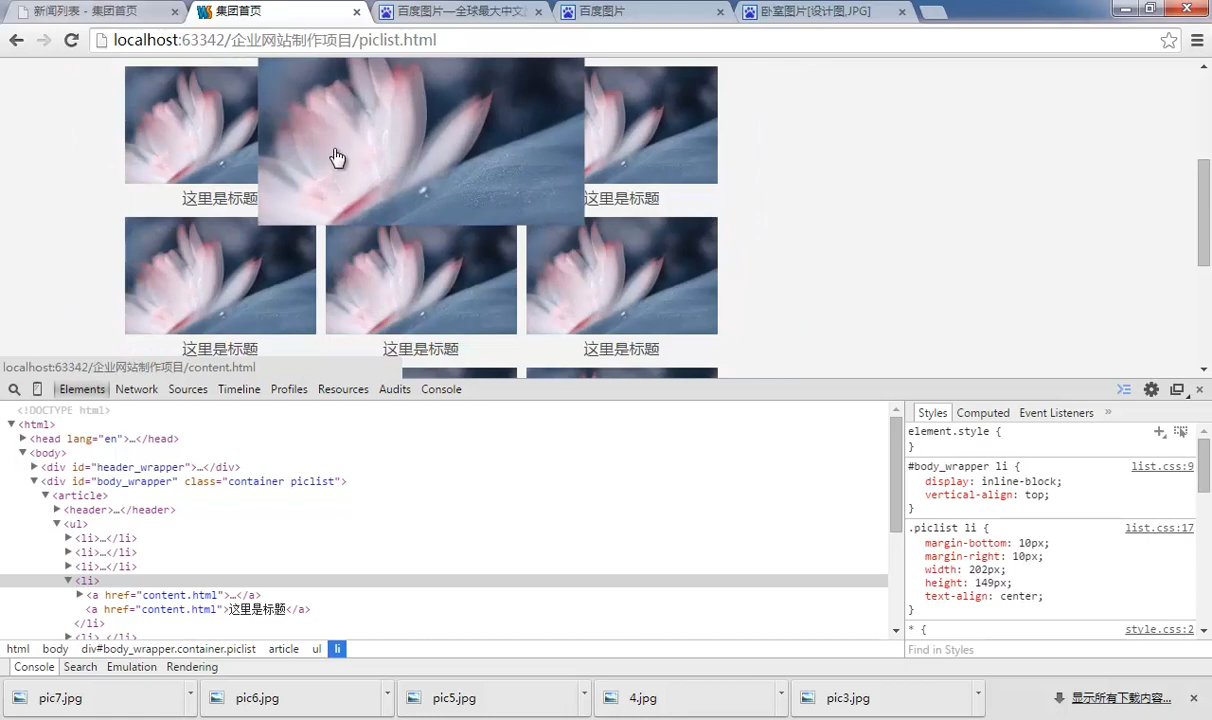 新闻列表 - 集团首页
集团首页
百度图片—全球最大中文
百度图片
卧室图片[设计图.JPG]
localhost:63342/企业网站制作项目/piclist.html
这里是标题
这里是标题
这里是标题 这里是标题 这里是标题
localhost:63342/企业网站制作项目/content.html
Elements Network Sources Timeline Profiles Resources Audits Console
<!DOCTYPE html>
<html>
<head lang="en">…</head>
<body>
<div id="header_wrapper">…</div>
<div id="body_wrapper" class="container piclist">
<article>
<header>…</header>
<ul>
<li>…</li>
<li>…</li>
<li>…</li>
<li>
<a href="content.html">…</a>
<a href="content.html">这里是标题</a>
</li>
<li>…</li>
html body div#body_wrapper.container.piclist article ul li
Styles Computed Event Listeners »
element.style {
}
#body_wrapper li { list.css:9
display: inline-block;
vertical-align: top;
}
.piclist li { list.css:17
margin-bottom: 10px;
margin-right: 10px;
width: 202px;
height: 149px;
text-align: center;
}
* { style.css:2
Find in Styles
Console Search Emulation Rendering
pic7.jpg
pic6.jpg
pic5.jpg
4.jpg
pic3.jpg
显示所有下载内容...